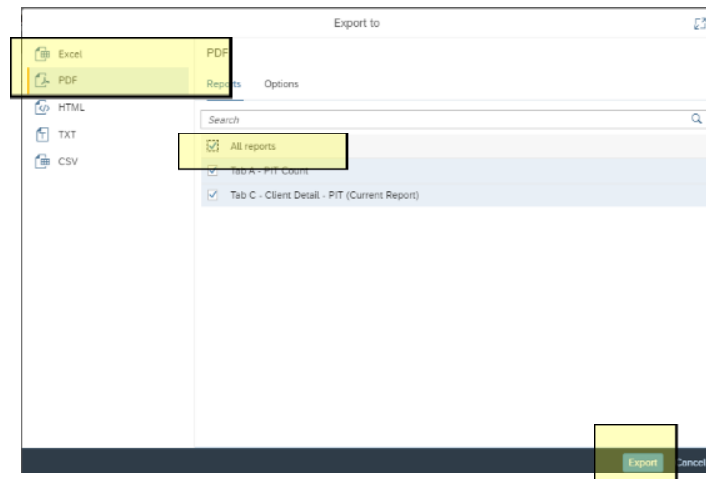 Export to
Excel
PDF
HTML
TXT
CSV
PDF
Reports Options
Search
All reports
Tab A - PIT Count
Tab C - Client Detail - PIT (Current Report)
Export Cancel